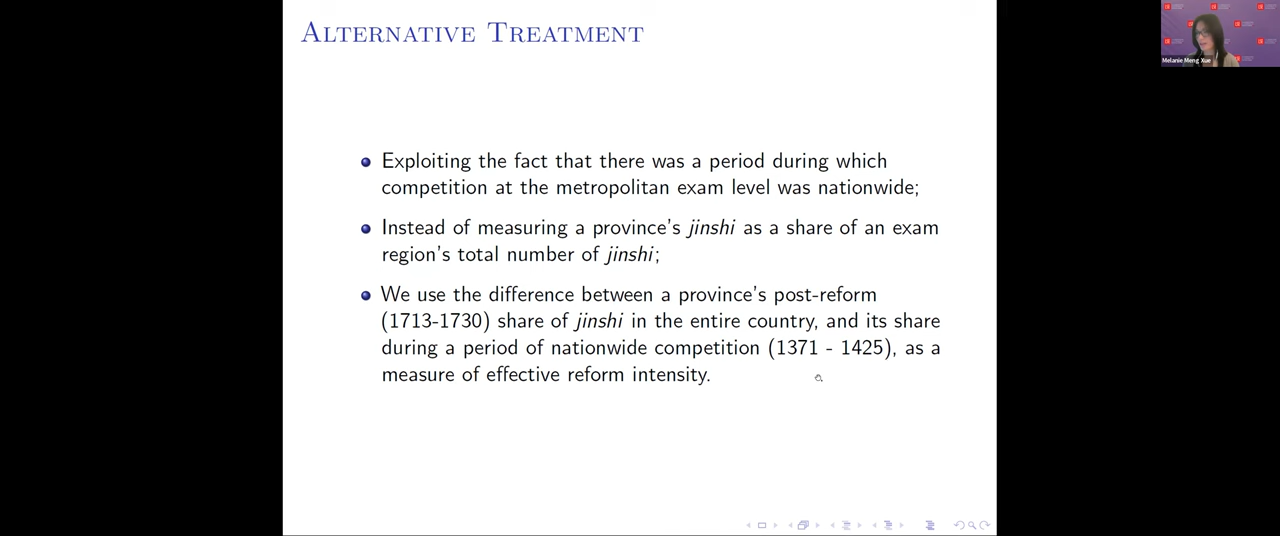 ALTERNATIVE TREATMENT
Melanie Meng Xue
Exploiting the fact that there was a period during which
competition at the metropolitan exam level was nationwide;
Instead of measuring a province's jinshi as a share of an exam
region's total number of jinshi;
We use the difference between a province's post-reform
(1713-1730) share of jinshi in the entire country, and its share
during a period of nationwide competition (1371 - 1425), as a
measure of effective reform intensity.